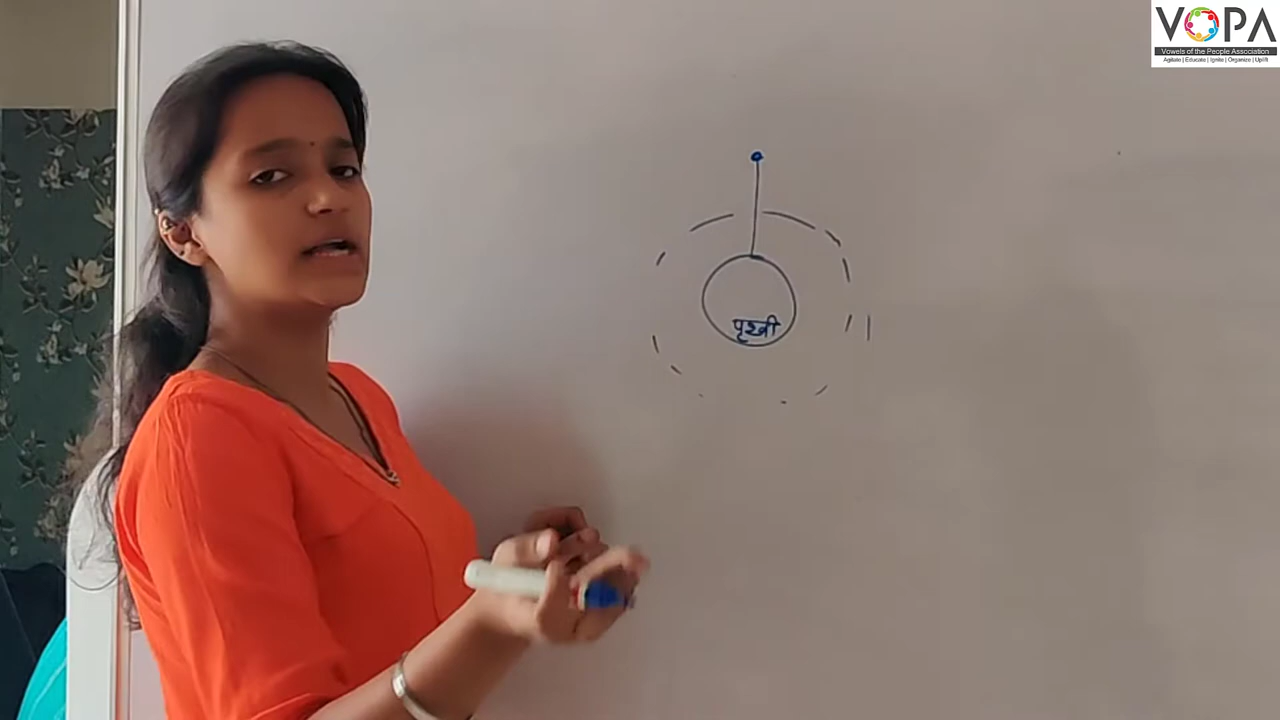 VOPA
Vowels of the People Association
Agitate | Educate | Ignite | Organize | Uplift
पृथ्वी